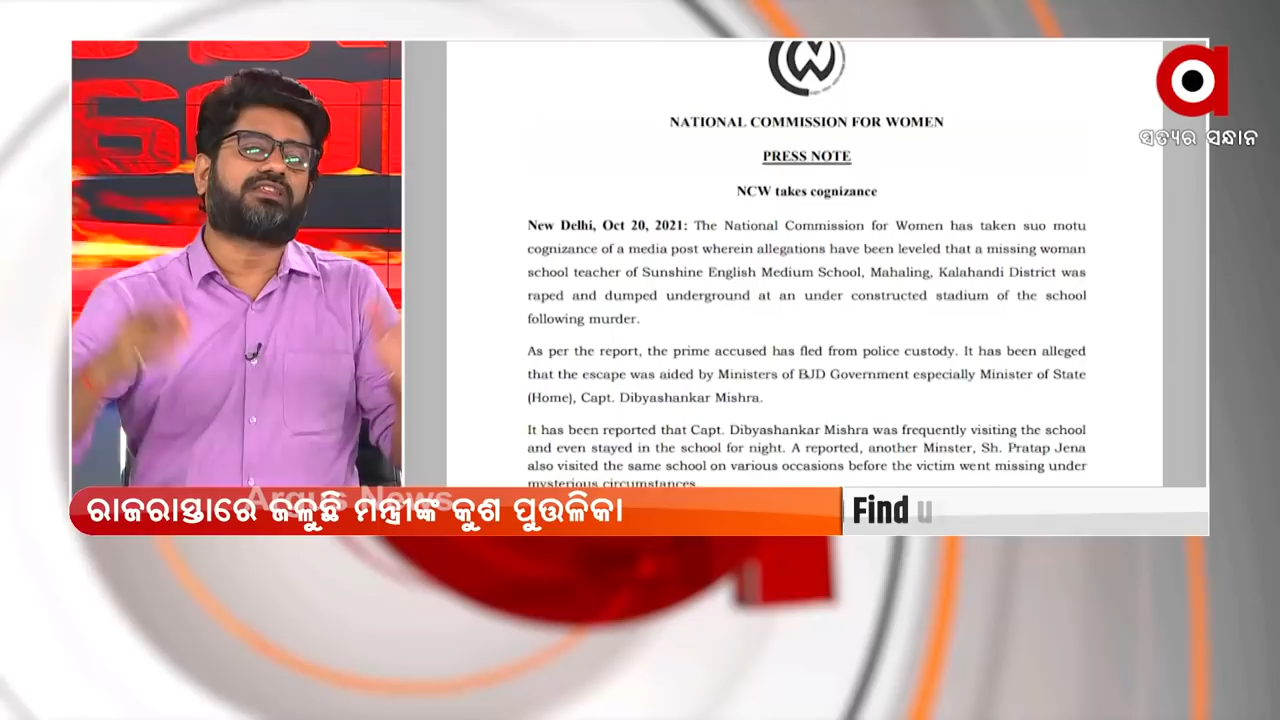 NATIONAL COMMISSION FOR WOMEN
PRESS NOTE
NCW takes cognizance
New Delhi, Oct 20, 2021: The National Commission for Women has taken suo motu
cognizance of a media post wherein allegations have been leveled that a missing woman
school teacher of Sunshine English Medium School, Mahaling, Kalahandi District was
raped and dumped underground at an under constructed stadium of the school
following murder.
As per the report, the prime accused has fled from police custody. It has been alleged
that the escape was aided by Ministers of BJD Government especially Minister of State
(Home), Capt. Dibyashankar Mishra.
It has been reported that Capt. Dibyashankar Mishra was frequently visiting the school
and even stayed in the school for night. A reported, another Minster, Sh. Pratap Jena
also visited the same school on various occasions before the victim went missing under
mysterious circumstances.
ସତ୍ୟର ସନ୍ଧାନ
Argus News
ରାଜରାସ୍ତାରେ ଜଳୁଛି ମନ୍ତ୍ରୀଙ୍କ କୁଶ ପୁତ୍ତଳିକା
Find u